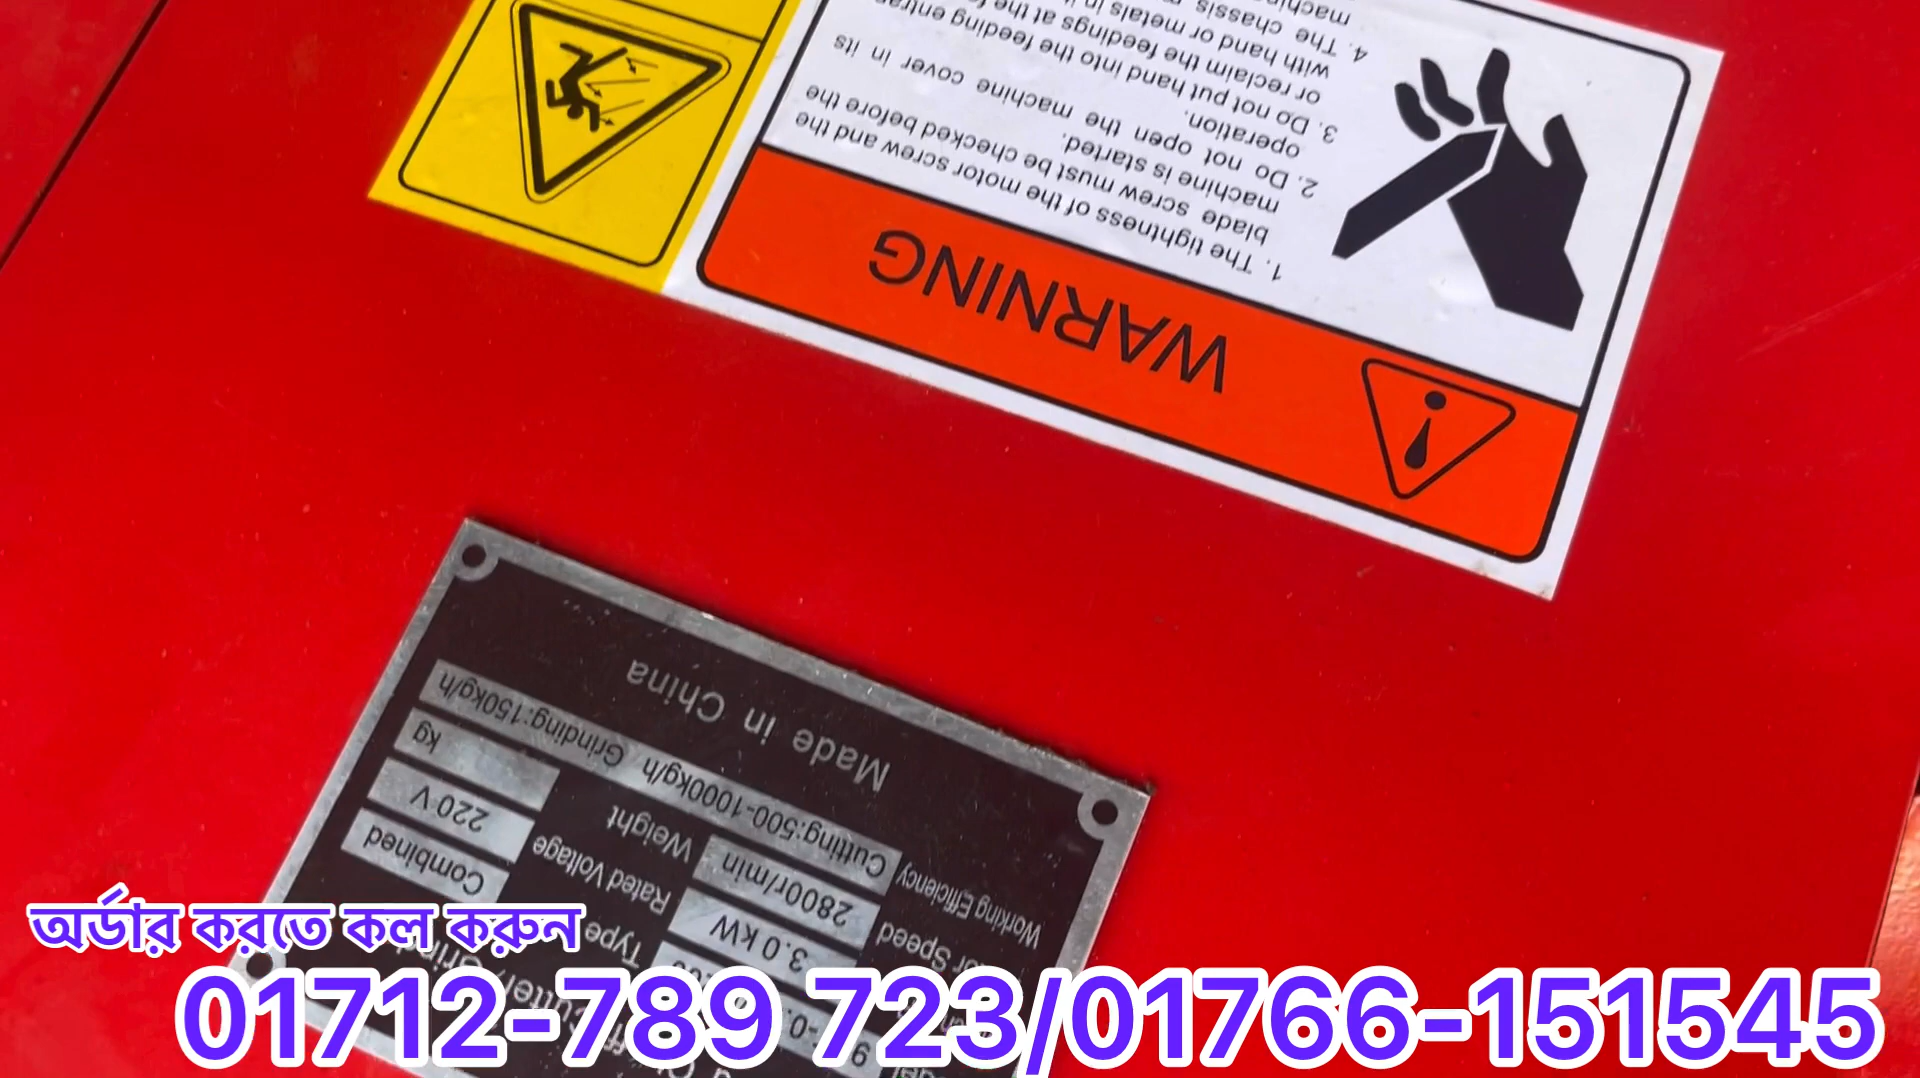 WARNING
1. The tightness of the motor screw and the
blade screw must be checked before the
machine is started.
2. Do not open the machine cover in its
operation.
3. Do not put hand into the feeding
or reclaim the feedings at the
with hand or metals in
4. The chassis
অর্ডার করতে কল করুন
01712-789 723/01766-151545
Type
Combined
3.0 kW
Rated Voltage
220 V
Speed
2800r/min
Weight
kg
Working Efficiency
Cutting:500-1000kg/h Grinding:150kg/h
Made in China